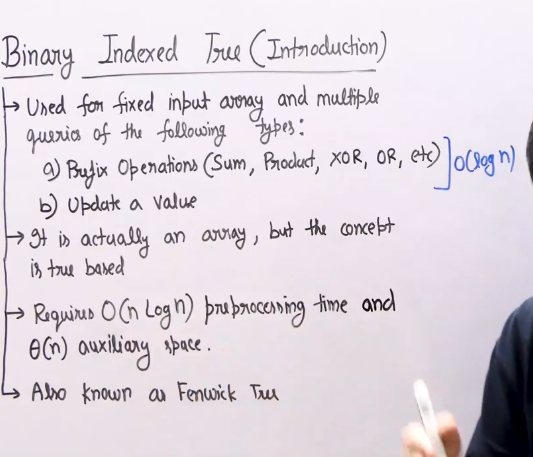 Binary Indexed Tree (Introduction)
→ Used for fixed input array and multiple
queries of the following types:
a) Prefix Operations (Sum, Product, XOR, OR, etc) ] O(log n)
b) Update a value
→ It is actually an array, but the concept
is tree based
→ Requires O(n Log n) preprocessing time and
θ(n) auxiliary space.
→ Also known as Fenwick Tree